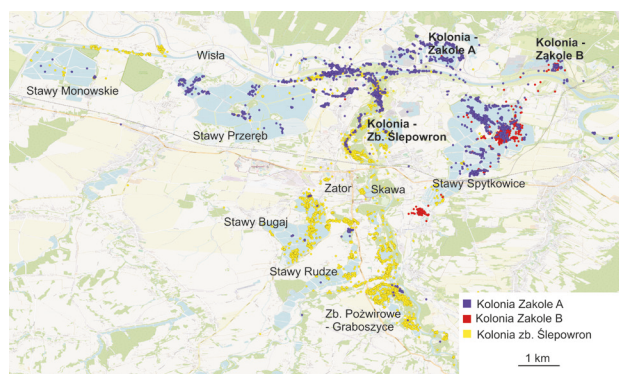 Kolonia -
Zakole A
Kolonia -
Zakole B
Wisła
Stawy Monowskie
Stawy Przeręb
Kolonia -
Zb. Ślepowron
Stawy Spytkowice
Zator
Skawa
Stawy Bugaj
Stawy Rudze
Zb. Pożwirowe
- Graboszyce
Kolonia Zakole A
Kolonia Zakole B
Kolonia zb. Ślepowron
1 km